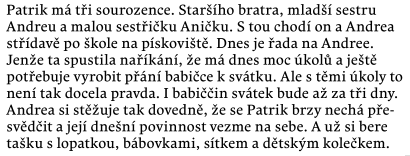 Patrik má tři sourozence. Staršího bratra, mladší sestru
Andreu a malou sestřičku Aničku. S tou chodí on a Andrea
střídavě po škole na pískoviště. Dnes je řada na Andree.
Jenže ta spustila naříkání, že má dnes moc úkolů a ještě
potřebuje vyrobit přání babičce k svátku. Ale s těmi úkoly to
není tak docela pravda. I babiččin svátek bude až za tři dny.
Andrea si stěžuje tak dovedně, že se Patrik brzy nechá pře-
svědčit a její dnešní povinnost vezme na sebe. A už si bere
tašku s lopatkou, bábovkami, sítkem a dětským kolečkem.